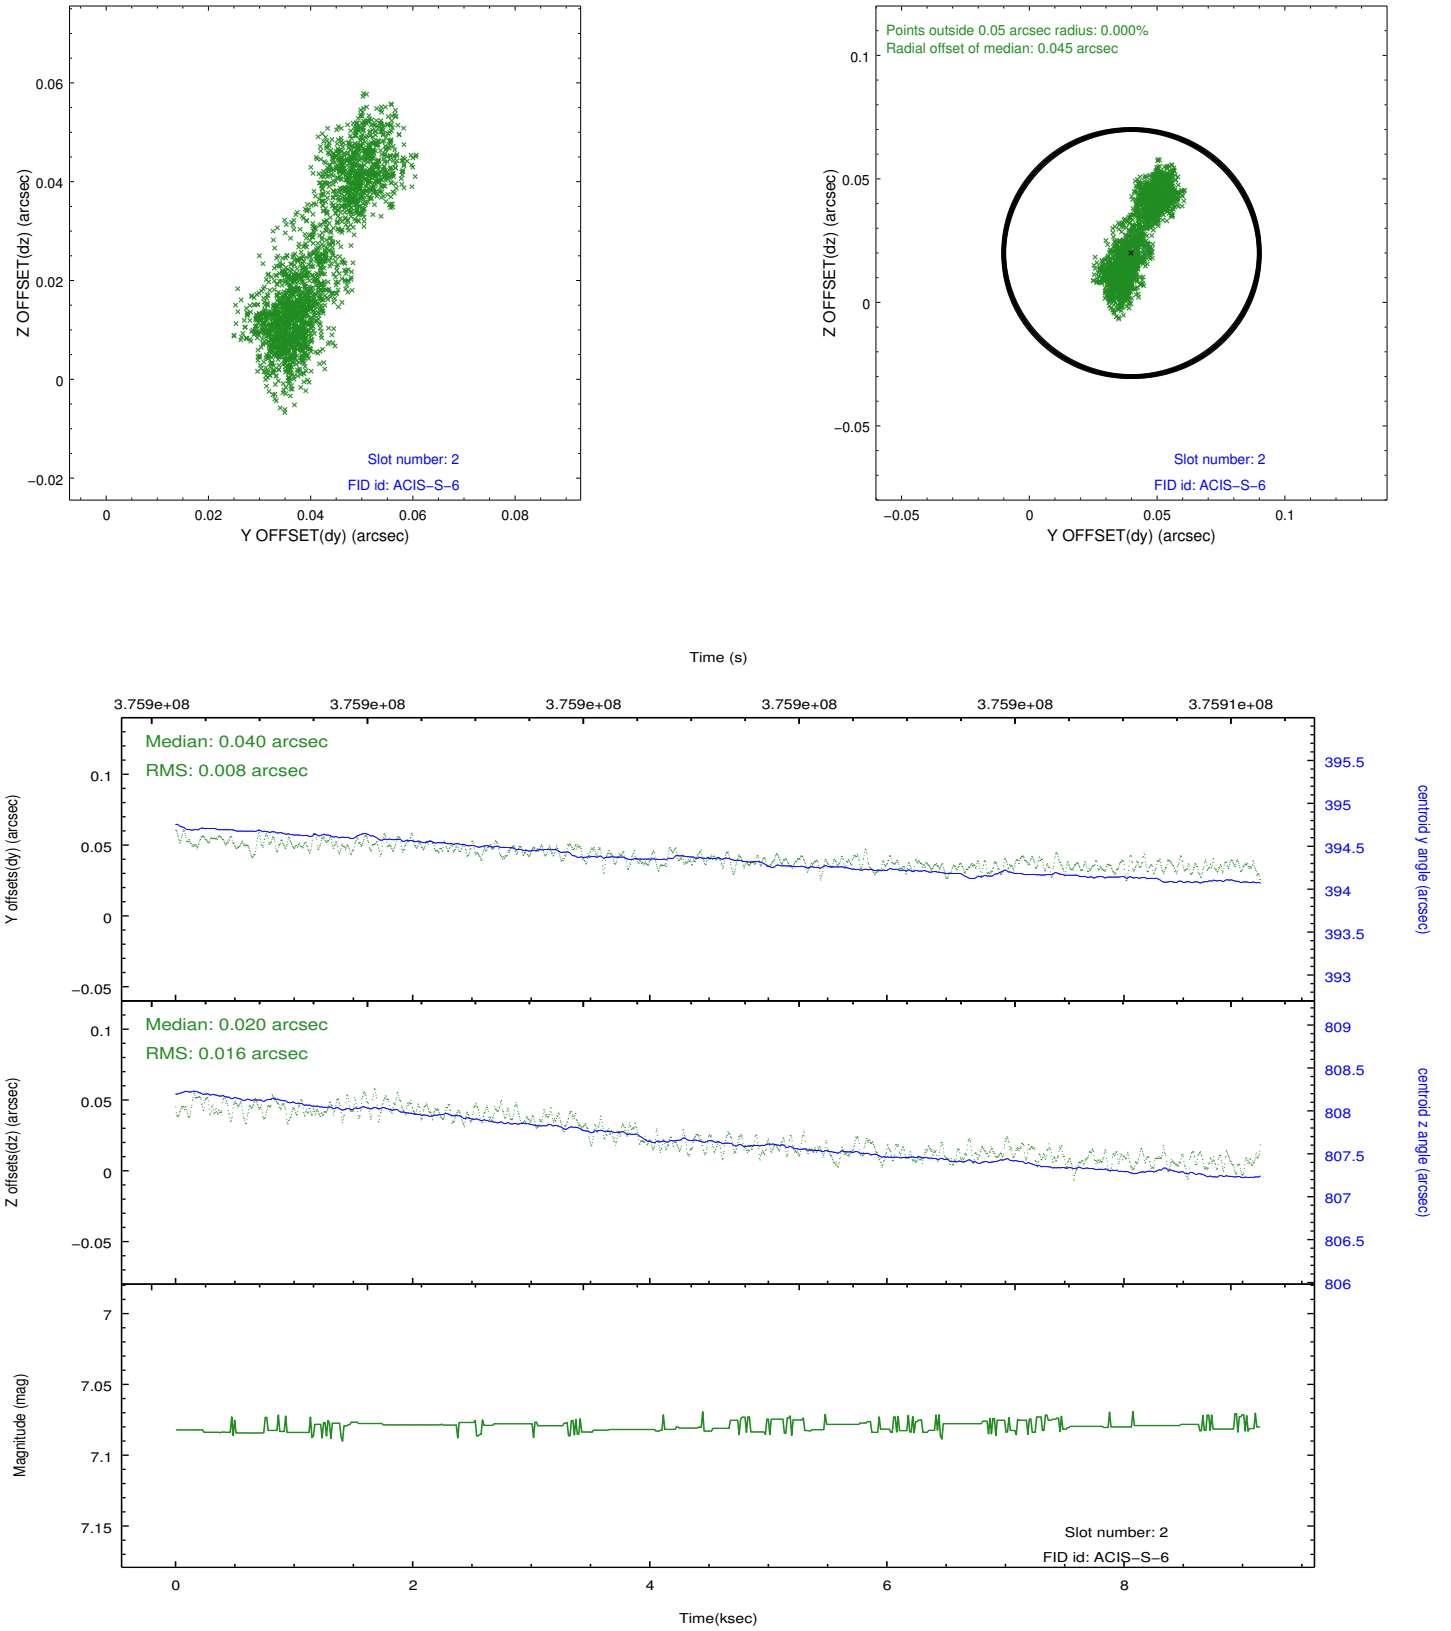 0.06
0.04
0.02
0
−0.02
0
0.02
0.04
0.06
0.08
Z OFFSET(dz) (arcsec)
Y OFFSET(dy) (arcsec)
Slot number: 2
FID id: ACIS−S−6
Points outside 0.05 arcsec radius: 0.000%
Radial offset of median: 0.045 arcsec
0.1
0.05
0
−0.05
−0.05
0
0.05
0.1
Z OFFSET(dz) (arcsec)
Y OFFSET(dy) (arcsec)
Slot number: 2
FID id: ACIS−S−6
Time (s)
3.759e+08
3.759e+08
3.759e+08
3.759e+08
3.759e+08
3.7591e+08
Median: 0.040 arcsec
RMS: 0.008 arcsec
0.1
0.05
0
−0.05
Y offsets(dy) (arcsec)
395.5
395
394.5
394
393.5
393
centroid y angle (arcsec)
Median: 0.020 arcsec
RMS: 0.016 arcsec
0.1
0.05
0
−0.05
Z offsets(dz) (arcsec)
809
808.5
808
807.5
807
806.5
806
centroid z angle (arcsec)
7
7.05
7.1
7.15
Magnitude (mag)
Slot number: 2
FID id: ACIS−S−6
0
2
4
6
8
Time(ksec)